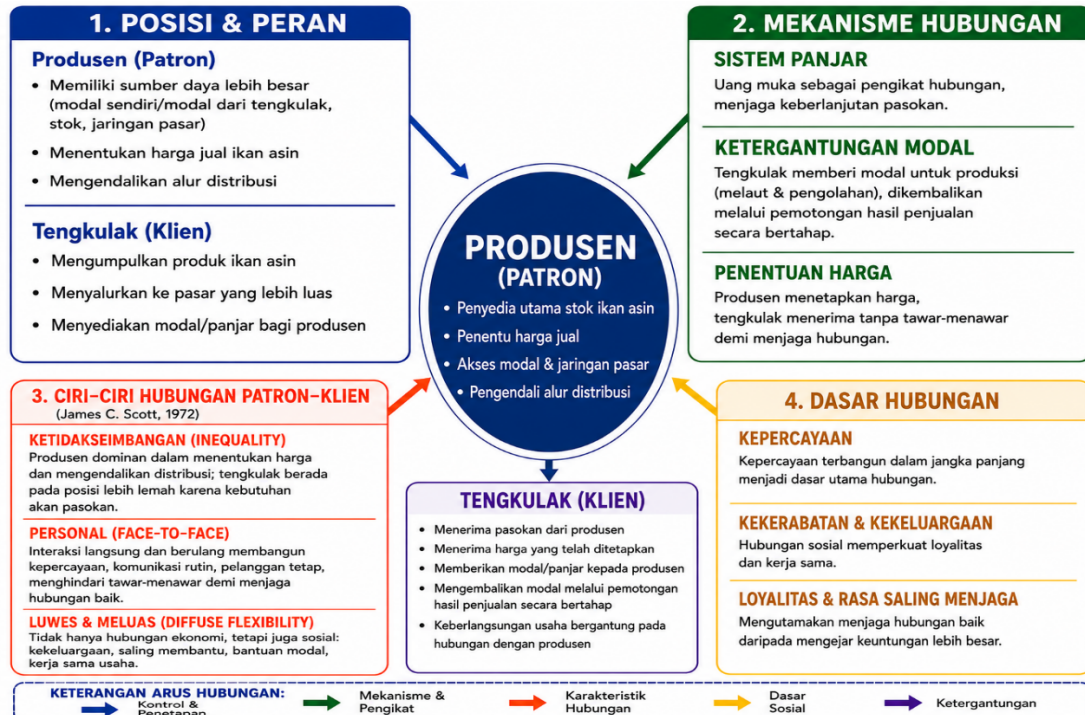 1. POSISI & PERAN
Produsen (Patron)
• Memiliki sumber daya lebih besar
(modal sendiri/modal dari tengkulak,
stok, jaringan pasar)
• Menentukan harga jual ikan asin
• Mengendalikan alur distribusi
Tengkulak (Klien)
• Mengumpulkan produk ikan asin
• Menyalurkan ke pasar yang lebih luas
• Menyediakan modal/panjar bagi produsen
2. MEKANISME HUBUNGAN
SISTEM PANJAR
Uang muka sebagai pengikat hubungan,
menjaga keberlanjutan pasokan.
KETERGANTUNGAN MODAL
Tengkulak memberi modal untuk produksi
(melaut & pengolahan), dikembalikan
melalui pemotongan hasil penjualan
secara bertahap.
PENENTUAN HARGA
Produsen menetapkan harga,
tengkulak menerima tanpa tawar-menawar
demi menjaga hubungan.
PRODUSEN
(PATRON)
• Penyedia utama stok ikan asin
• Penentu harga jual
• Akses modal & jaringan pasar
• Pengendali alur distribusi
3. CIRI-CIRI HUBUNGAN PATRON–KLIEN
(James C. Scott, 1972)
KETIDAKSEIMBANGAN (INEQUALITY)
Produsen dominan dalam menentukan harga
dan mengendalikan distribusi; tengkulak berada
pada posisi lebih lemah karena kebutuhan
akan pasokan.
PERSONAL (FACE-TO-FACE)
Interaksi langsung dan berulang membangun
kepercayaan, komunikasi rutin, pelanggan tetap,
menghindari tawar-menawar demi menjaga
hubungan baik.
LUWES & MELUAS (DIFFUSE FLEXIBILITY)
Tidak hanya hubungan ekonomi, tetapi juga sosial:
kekeluargaan, saling membantu, bantuan modal,
kerja sama usaha.
TENGKULAK (KLIEN)
• Menerima pasokan dari produsen
• Menerima harga yang telah ditetapkan
• Memberikan modal/panjar kepada produsen
• Mengembalikan modal melalui pemotongan
hasil penjualan secara bertahap
• Keberlangsungan usaha bergantung pada
hubungan dengan produsen
4. DASAR HUBUNGAN
KEPERCAYAAN
Kepercayaan terbangun dalam jangka panjang
menjadi dasar utama hubungan.
KEKERABATAN & KEKELUARGAAN
Hubungan sosial memperkuat loyalitas
dan kerja sama.
LOYALITAS & RASA SALING MENJAGA
Mengutamakan menjaga hubungan baik
daripada mengejar keuntungan lebih besar.
KETERANGAN ARUS HUBUNGAN:
Kontrol &
Penetapan
Mekanisme &
Pengikat
Karakteristik
Hubungan
Dasar
Sosial
Ketergantungan